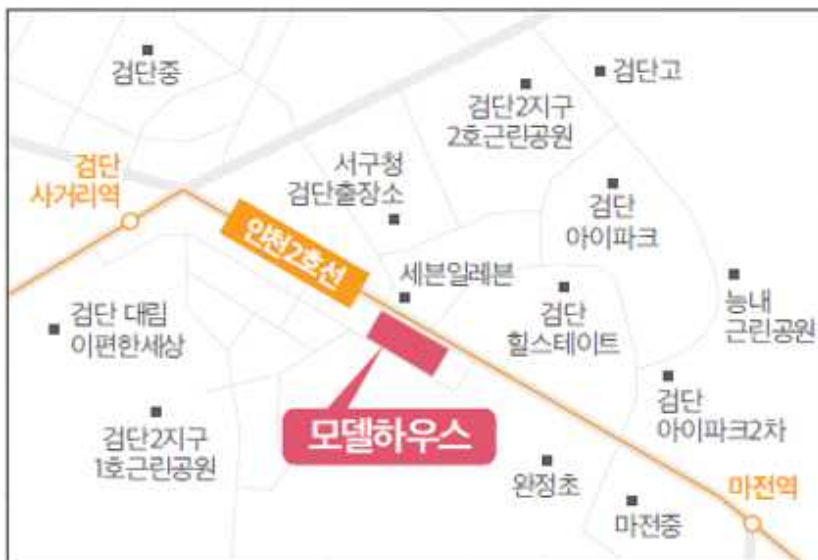 검단중
검단고
검단2지구
2호근린공원
서구청
검단출장소
검단
사거리역
검단
아이파크
인천2호선
세븐일레븐
능내
근린공원
검단 대림
이편한세상
검단
힐스테이트
검단
아이파크2차
모델하우스
검단2지구
1호근린공원
완정초
마전역
마전중